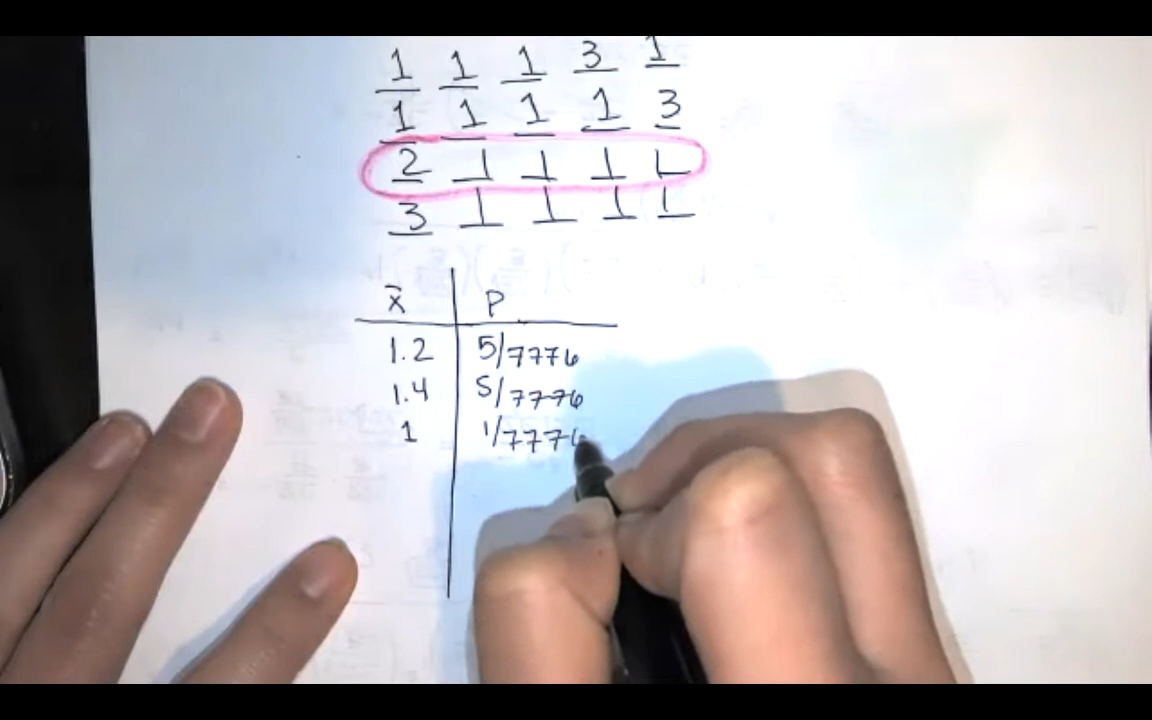 1 1 1 3 1
1 1 1 1 3
2 1 1 1 1
3 1 1 1 1
x̄ P
1.2 5/7776
1.4 5/7776
1 1/7776